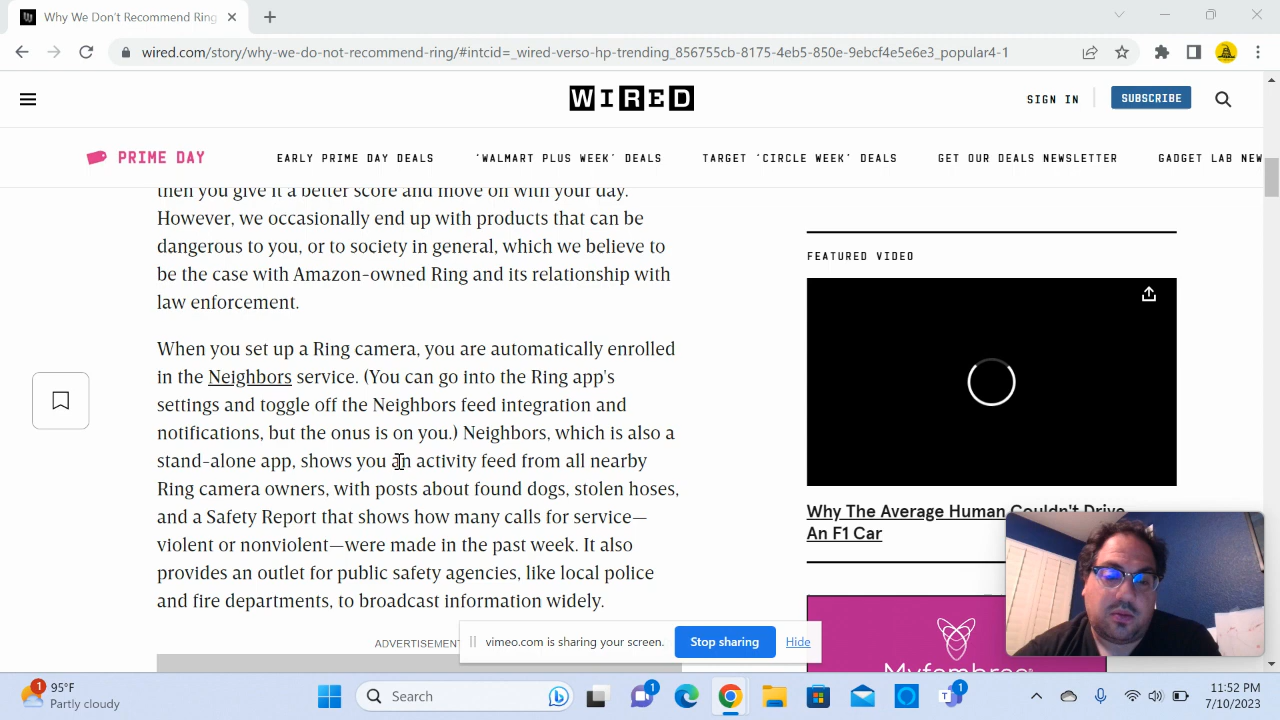 Why We Don't Recommend Ring
wired.com/story/why-we-do-not-recommend-ring/#intcid=_wired-verso-hp-trending_856755cb-8175-4eb5-850e-9ebcf4e5e6e3_popular4-1
WIRED
SIGN IN
SUBSCRIBE
PRIME DAY
EARLY PRIME DAY DEALS
'WALMART PLUS WEEK' DEALS
TARGET 'CIRCLE WEEK' DEALS
GET OUR DEALS NEWSLETTER
GADGET LAB NEW
then you give it a better score and move on with your day.
However, we occasionally end up with products that can be
dangerous to you, or to society in general, which we believe to
be the case with Amazon-owned Ring and its relationship with
law enforcement.
When you set up a Ring camera, you are automatically enrolled
in the Neighbors service. (You can go into the Ring app's
settings and toggle off the Neighbors feed integration and
notifications, but the onus is on you.) Neighbors, which is also a
stand-alone app, shows you an activity feed from all nearby
Ring camera owners, with posts about found dogs, stolen hoses,
and a Safety Report that shows how many calls for service—
violent or nonviolent—were made in the past week. It also
provides an outlet for public safety agencies, like local police
and fire departments, to broadcast information widely.
ADVERTISEMENT
FEATURED VIDEO
Why The Average Human Couldn't Drive
An F1 Car
Myfembree
vimeo.com is sharing your screen.
Stop sharing
Hide
1
95°F
Partly cloudy
Search
1
1
11:52 PM
7/10/2023